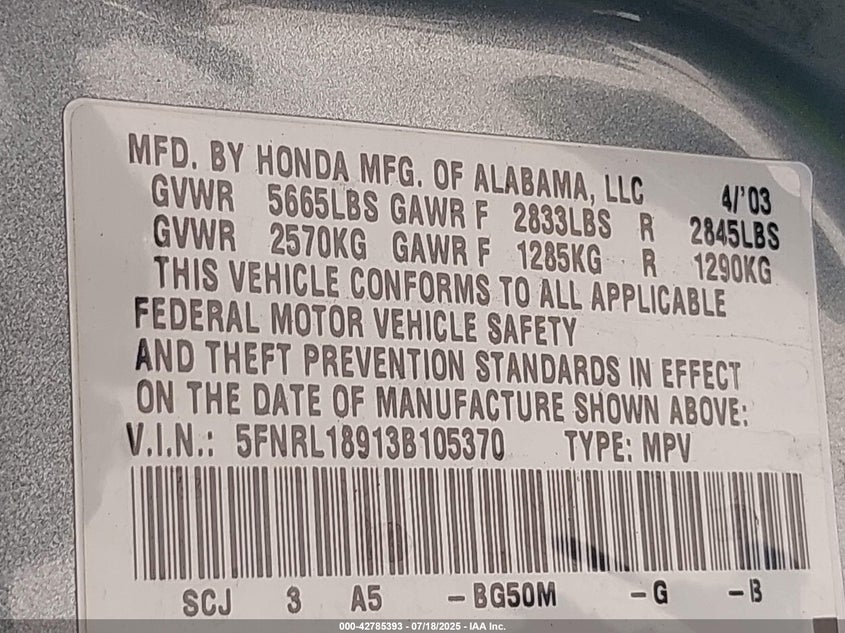 MFD. BY HONDA MFG. OF ALABAMA, LLC 4/'03
GVWR 5665LBS GAWR F 2833LBS R 2845LBS
GVWR 2570KG GAWR F 1285KG R 1290KG
THIS VEHICLE CONFORMS TO ALL APPLICABLE
FEDERAL MOTOR VEHICLE SAFETY
AND THEFT PREVENTION STANDARDS IN EFFECT
ON THE DATE OF MANUFACTURE SHOWN ABOVE:
V.I.N.: 5FNRL18913B105370 TYPE: MPV
SCJ 3 A5 -BG50M -G -B
000-42785393 - 07/18/2025 - IAA Inc.